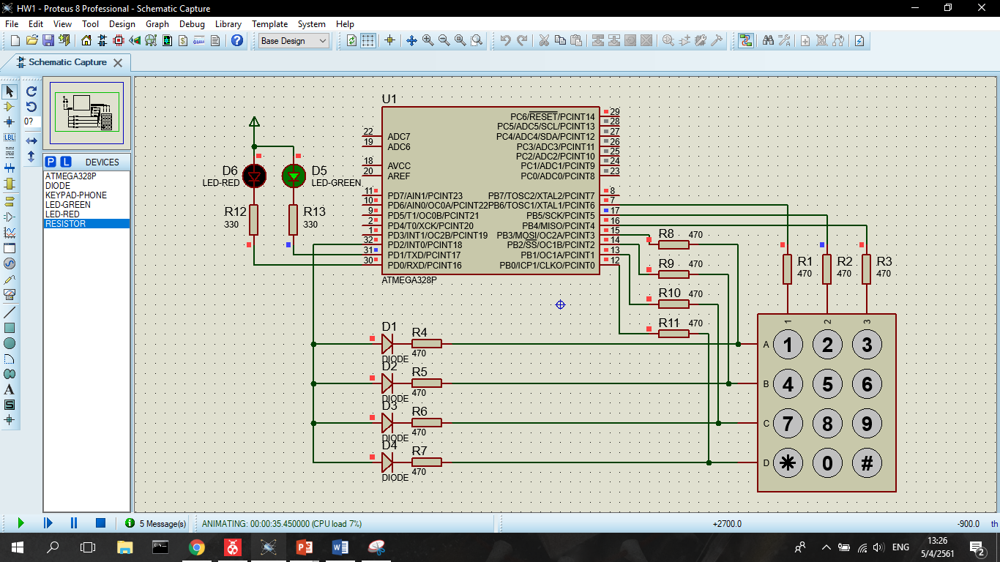 HW1 - Proteus 8 Professional - Schematic Capture
File Edit View Tool Design Graph Debug Library Template System Help
Base Design
Schematic Capture
0?
P L DEVICES
ATMEGA328P
DIODE
KEYPAD-PHONE
LED-GREEN
LED-RED
RESISTOR
U1
22 ADC7
19 ADC6
18 AVCC
20 AREF
11 PD7/AIN1/PCINT23
10 PD6/AIN0/OC0A/PCINT22
9 PD5/T1/OC0B/PCINT21
2 PD4/T0/XCK/PCINT20
1 PD3/INT1/OC2B/PCINT19
32 PD2/INT0/PCINT18
31 PD1/TXD/PCINT17
30 PD0/RXD/PCINT16
PC6/RESET/PCINT14 29
PC5/ADC5/SCL/PCINT13 28
PC4/ADC4/SDA/PCINT12 27
PC3/ADC3/PCINT11 26
PC2/ADC2/PCINT10 25
PC1/ADC1/PCINT9 24
PC0/ADC0/PCINT8 23
PB7/TOSC2/XTAL2/PCINT7 8
PB6/TOSC1/XTAL1/PCINT6 7
PB5/SCK/PCINT5 17
PB4/MISO/PCINT4 16
PB3/MOSI/OC2A/PCINT3 15
PB2/SS/OC1B/PCINT2 14
PB1/OC1A/PCINT1 13
PB0/ICP1/CLKO/PCINT0 12
ATMEGA328P
D6
LED-RED
D5
LED-GREEN
R12
330
R13
330
R8 470
R9 470
R10 470
R11 470
R1
470
R2
470
R3
470
D1
DIODE
R4
470
D2
DIODE
R5
470
D3
DIODE
R6
470
D4
DIODE
R7
470
1 2 3
A 1 2 3
B 4 5 6
C 7 8 9
D * 0 #
5 Message(s) ANIMATING: 00:00:35.450000 (CPU load 7%) +2700.0 -900.0 th
ENG
13:26
5/4/2561
2